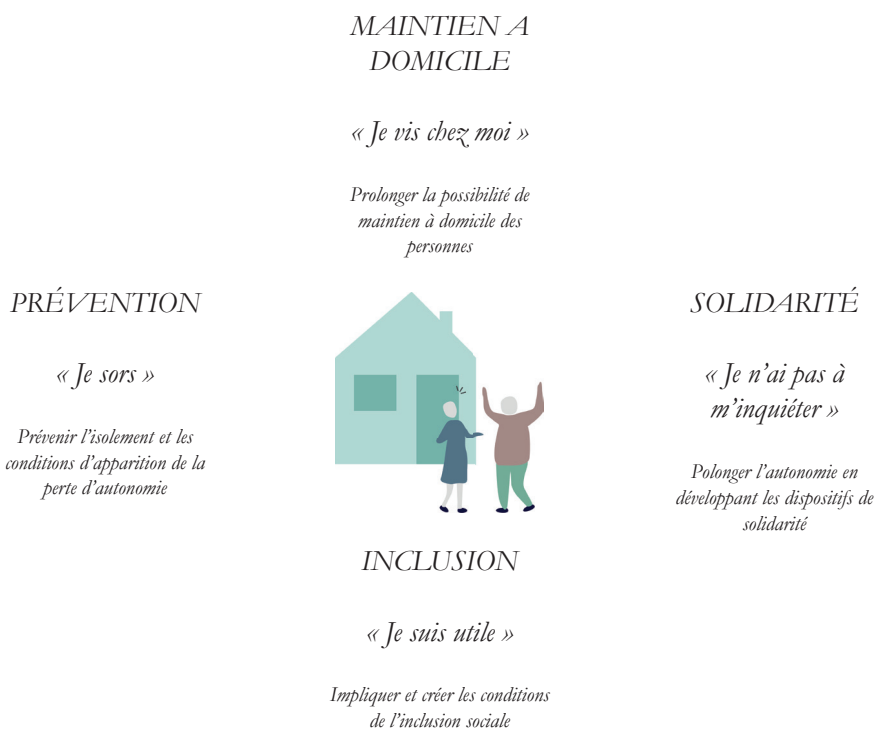 MAINTIEN A
DOMICILE
« Je vis chez moi »
Prolonger la possibilité de
maintien à domicile des
personnes
PRÉVENTION
« Je sors »
Prévenir l’isolement et les
conditions d’apparition de la
perte d’autonomie
SOLIDARITÉ
« Je n’ai pas à
m’inquiéter »
Polonger l’autonomie en
développant les dispositifs de
solidarité
INCLUSION
« Je suis utile »
Impliquer et créer les conditions
de l’inclusion sociale